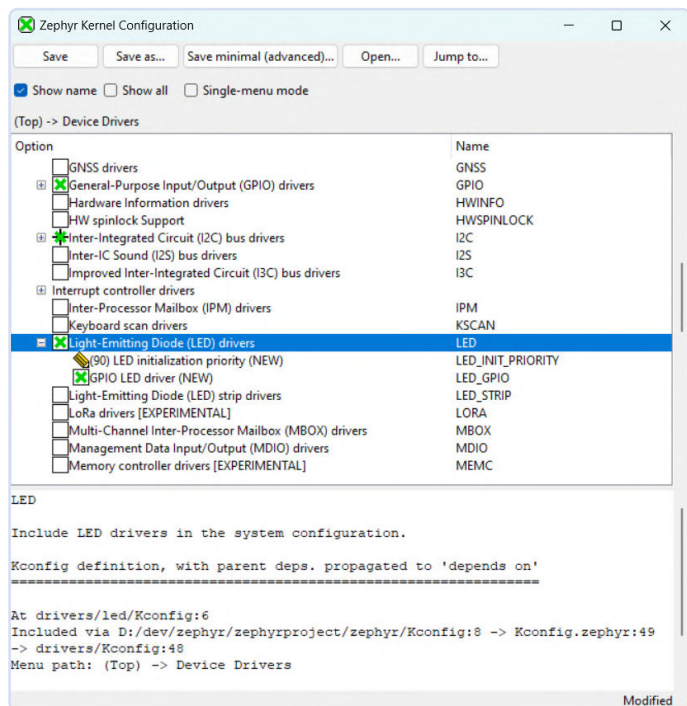 Zephyr Kernel Configuration
Save Save as... Save minimal (advanced)... Open... Jump to...
Show name Show all Single-menu mode
(Top) -> Device Drivers
Option Name
GNSS drivers GNSS
General-Purpose Input/Output (GPIO) drivers GPIO
Hardware Information drivers HWINFO
HW spinlock Support HWSPINLOCK
Inter-Integrated Circuit (I2C) bus drivers I2C
Inter-IC Sound (I2S) bus drivers I2S
Improved Inter-Integrated Circuit (I3C) bus drivers I3C
Interrupt controller drivers
Inter-Processor Mailbox (IPM) drivers IPM
Keyboard scan drivers KSCAN
Light-Emitting Diode (LED) drivers LED
(90) LED initialization priority (NEW) LED_INIT_PRIORITY
GPIO LED driver (NEW) LED_GPIO
Light-Emitting Diode (LED) strip drivers LED_STRIP
LoRa drivers [EXPERIMENTAL] LORA
Multi-Channel Inter-Processor Mailbox (MBOX) drivers MBOX
Management Data Input/Output (MDIO) drivers MDIO
Memory controller drivers [EXPERIMENTAL] MEMC
LED
Include LED drivers in the system configuration.
Kconfig definition, with parent deps. propagated to 'depends on'
================================================================
At drivers/led/Kconfig:6
Included via D:/dev/zephyr/zephyrproject/zephyr/Kconfig:8 -> Kconfig.zephyr:49
-> drivers/Kconfig:48
Menu path: (Top) -> Device Drivers
Modified